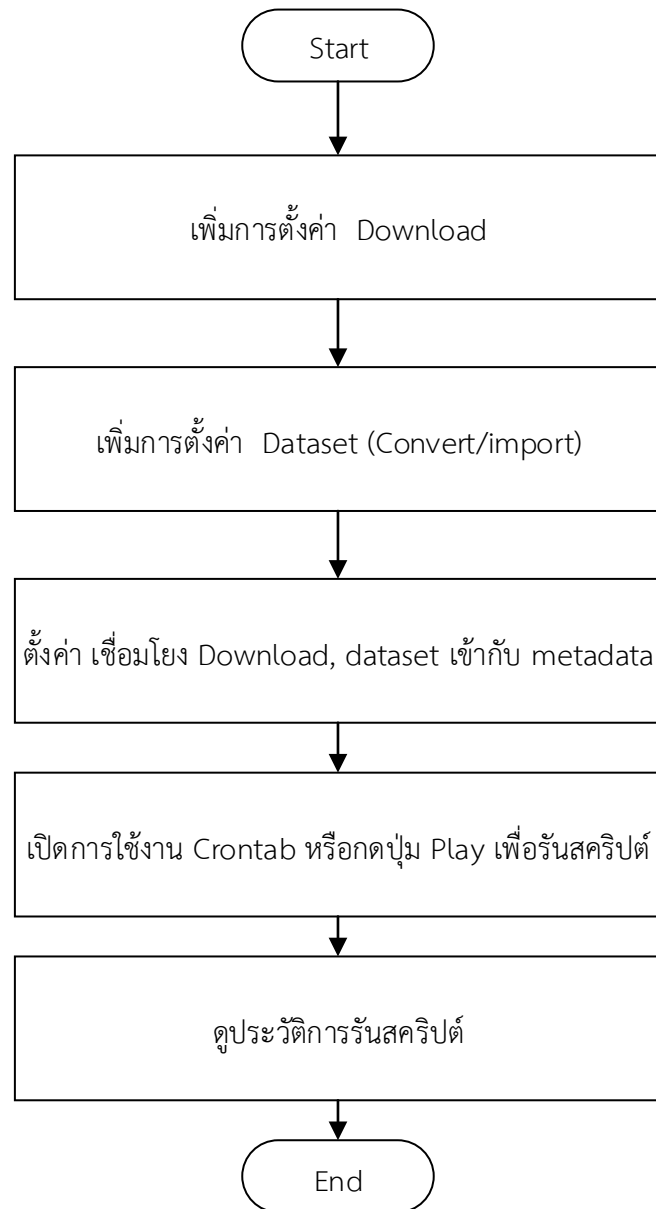 Start
เพิ่มการตั้งค่า Download
เพิ่มการตั้งค่า Dataset (Convert/import)
ตั้งค่า เชื่อมโยง Download, dataset เข้ากับ metadata
เปิดการใช้งาน Crontab หรือกดปุ่ม Play เพื่อรันสคริปต์
ดูประวัติการรันสคริปต์
End